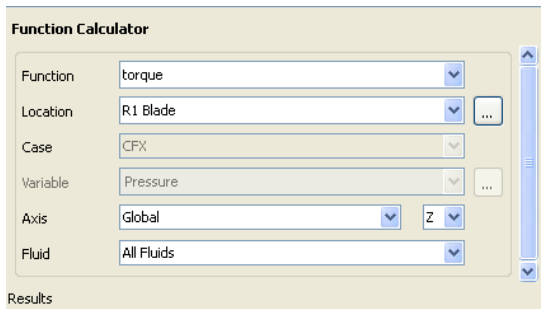 Function Calculator
Function torque
Location R1 Blade ...
Case CFX
Variable Pressure ...
Axis Global Z
Fluid All Fluids
Results